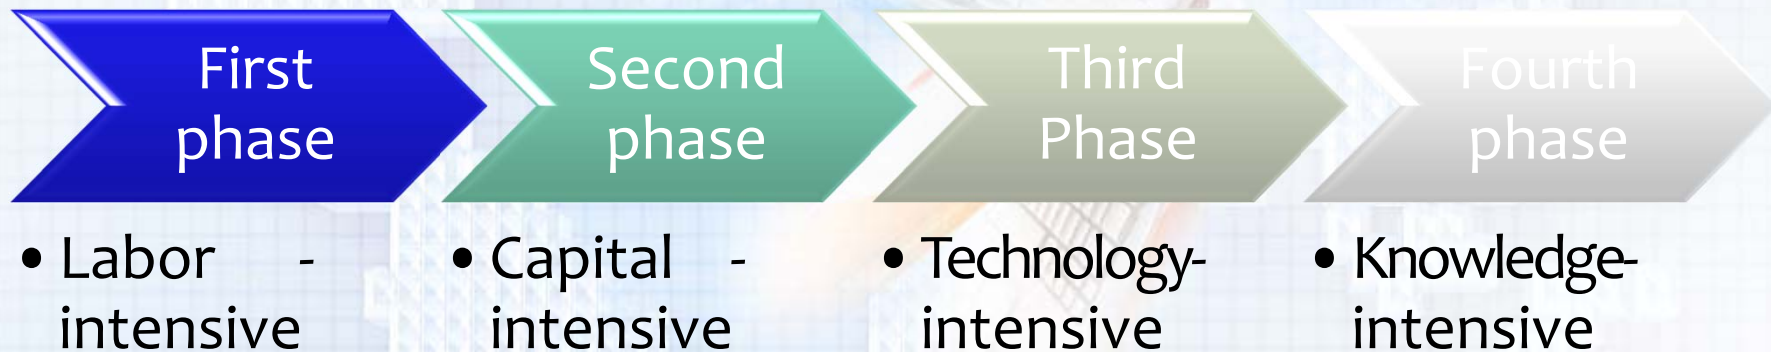 First
phase
Second
phase
Third
Phase
Fourth
phase
• Labor -
intensive
• Capital -
intensive
• Technology-
intensive
• Knowledge-
intensive